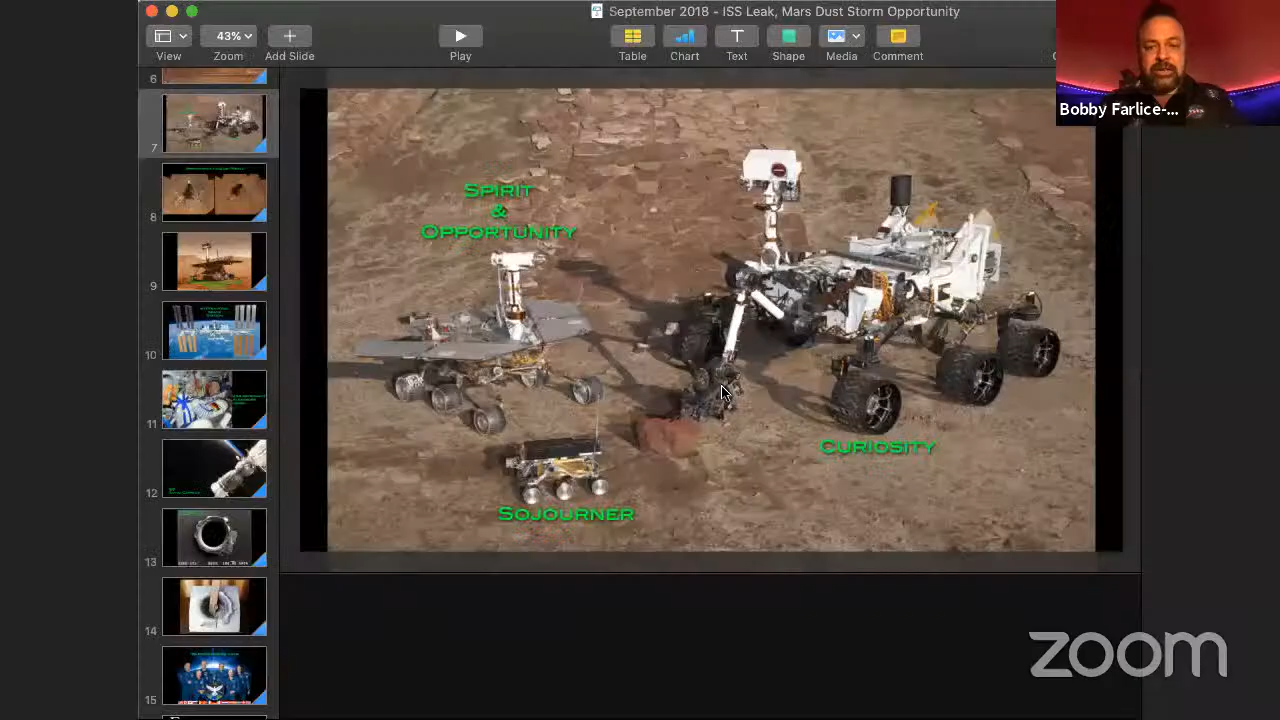 September 2018 - ISS Leak, Mars Dust Storm Opportunity
43%
View
Zoom
Add Slide
Play
Table
Chart
Text
Shape
Media
Comment
Bobby Farlice-...
6
7
8
9
10
11
12
13
14
15
Spirit
&
Opportunity
Curiosity
Sojourner
zoom